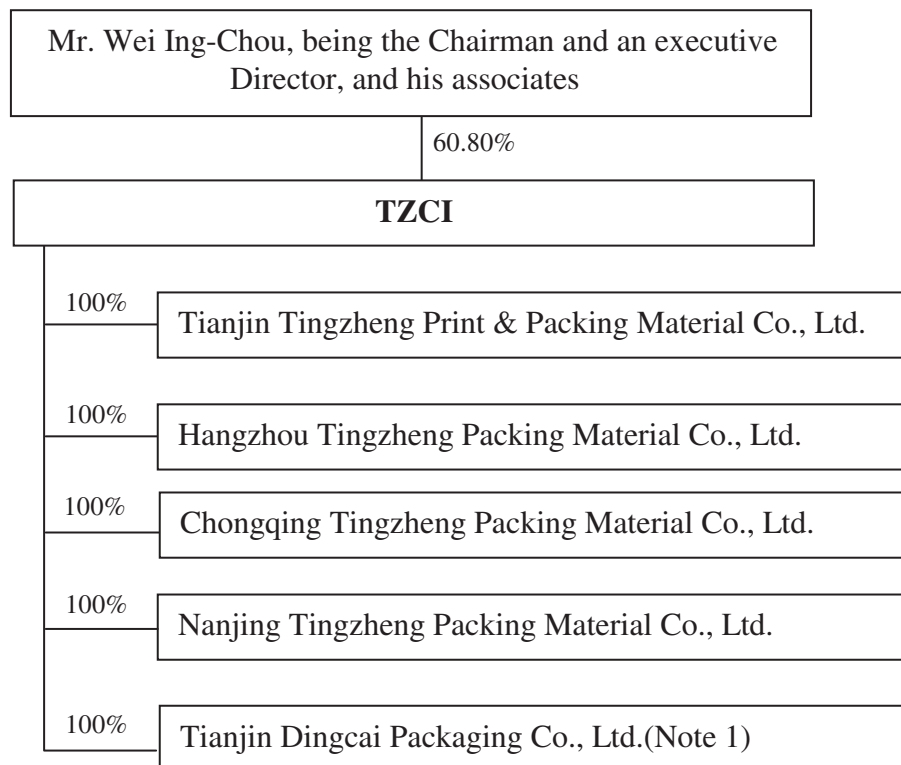 Mr. Wei Ing-Chou, being the Chairman and an executive
Director, and his associates
60.80%
TZCI
100%
Tianjin Tingzheng Print & Packing Material Co., Ltd.
100%
Hangzhou Tingzheng Packing Material Co., Ltd.
100%
Chongqing Tingzheng Packing Material Co., Ltd.
100%
Nanjing Tingzheng Packing Material Co., Ltd.
100%
Tianjin Dingcai Packaging Co., Ltd.(Note 1)